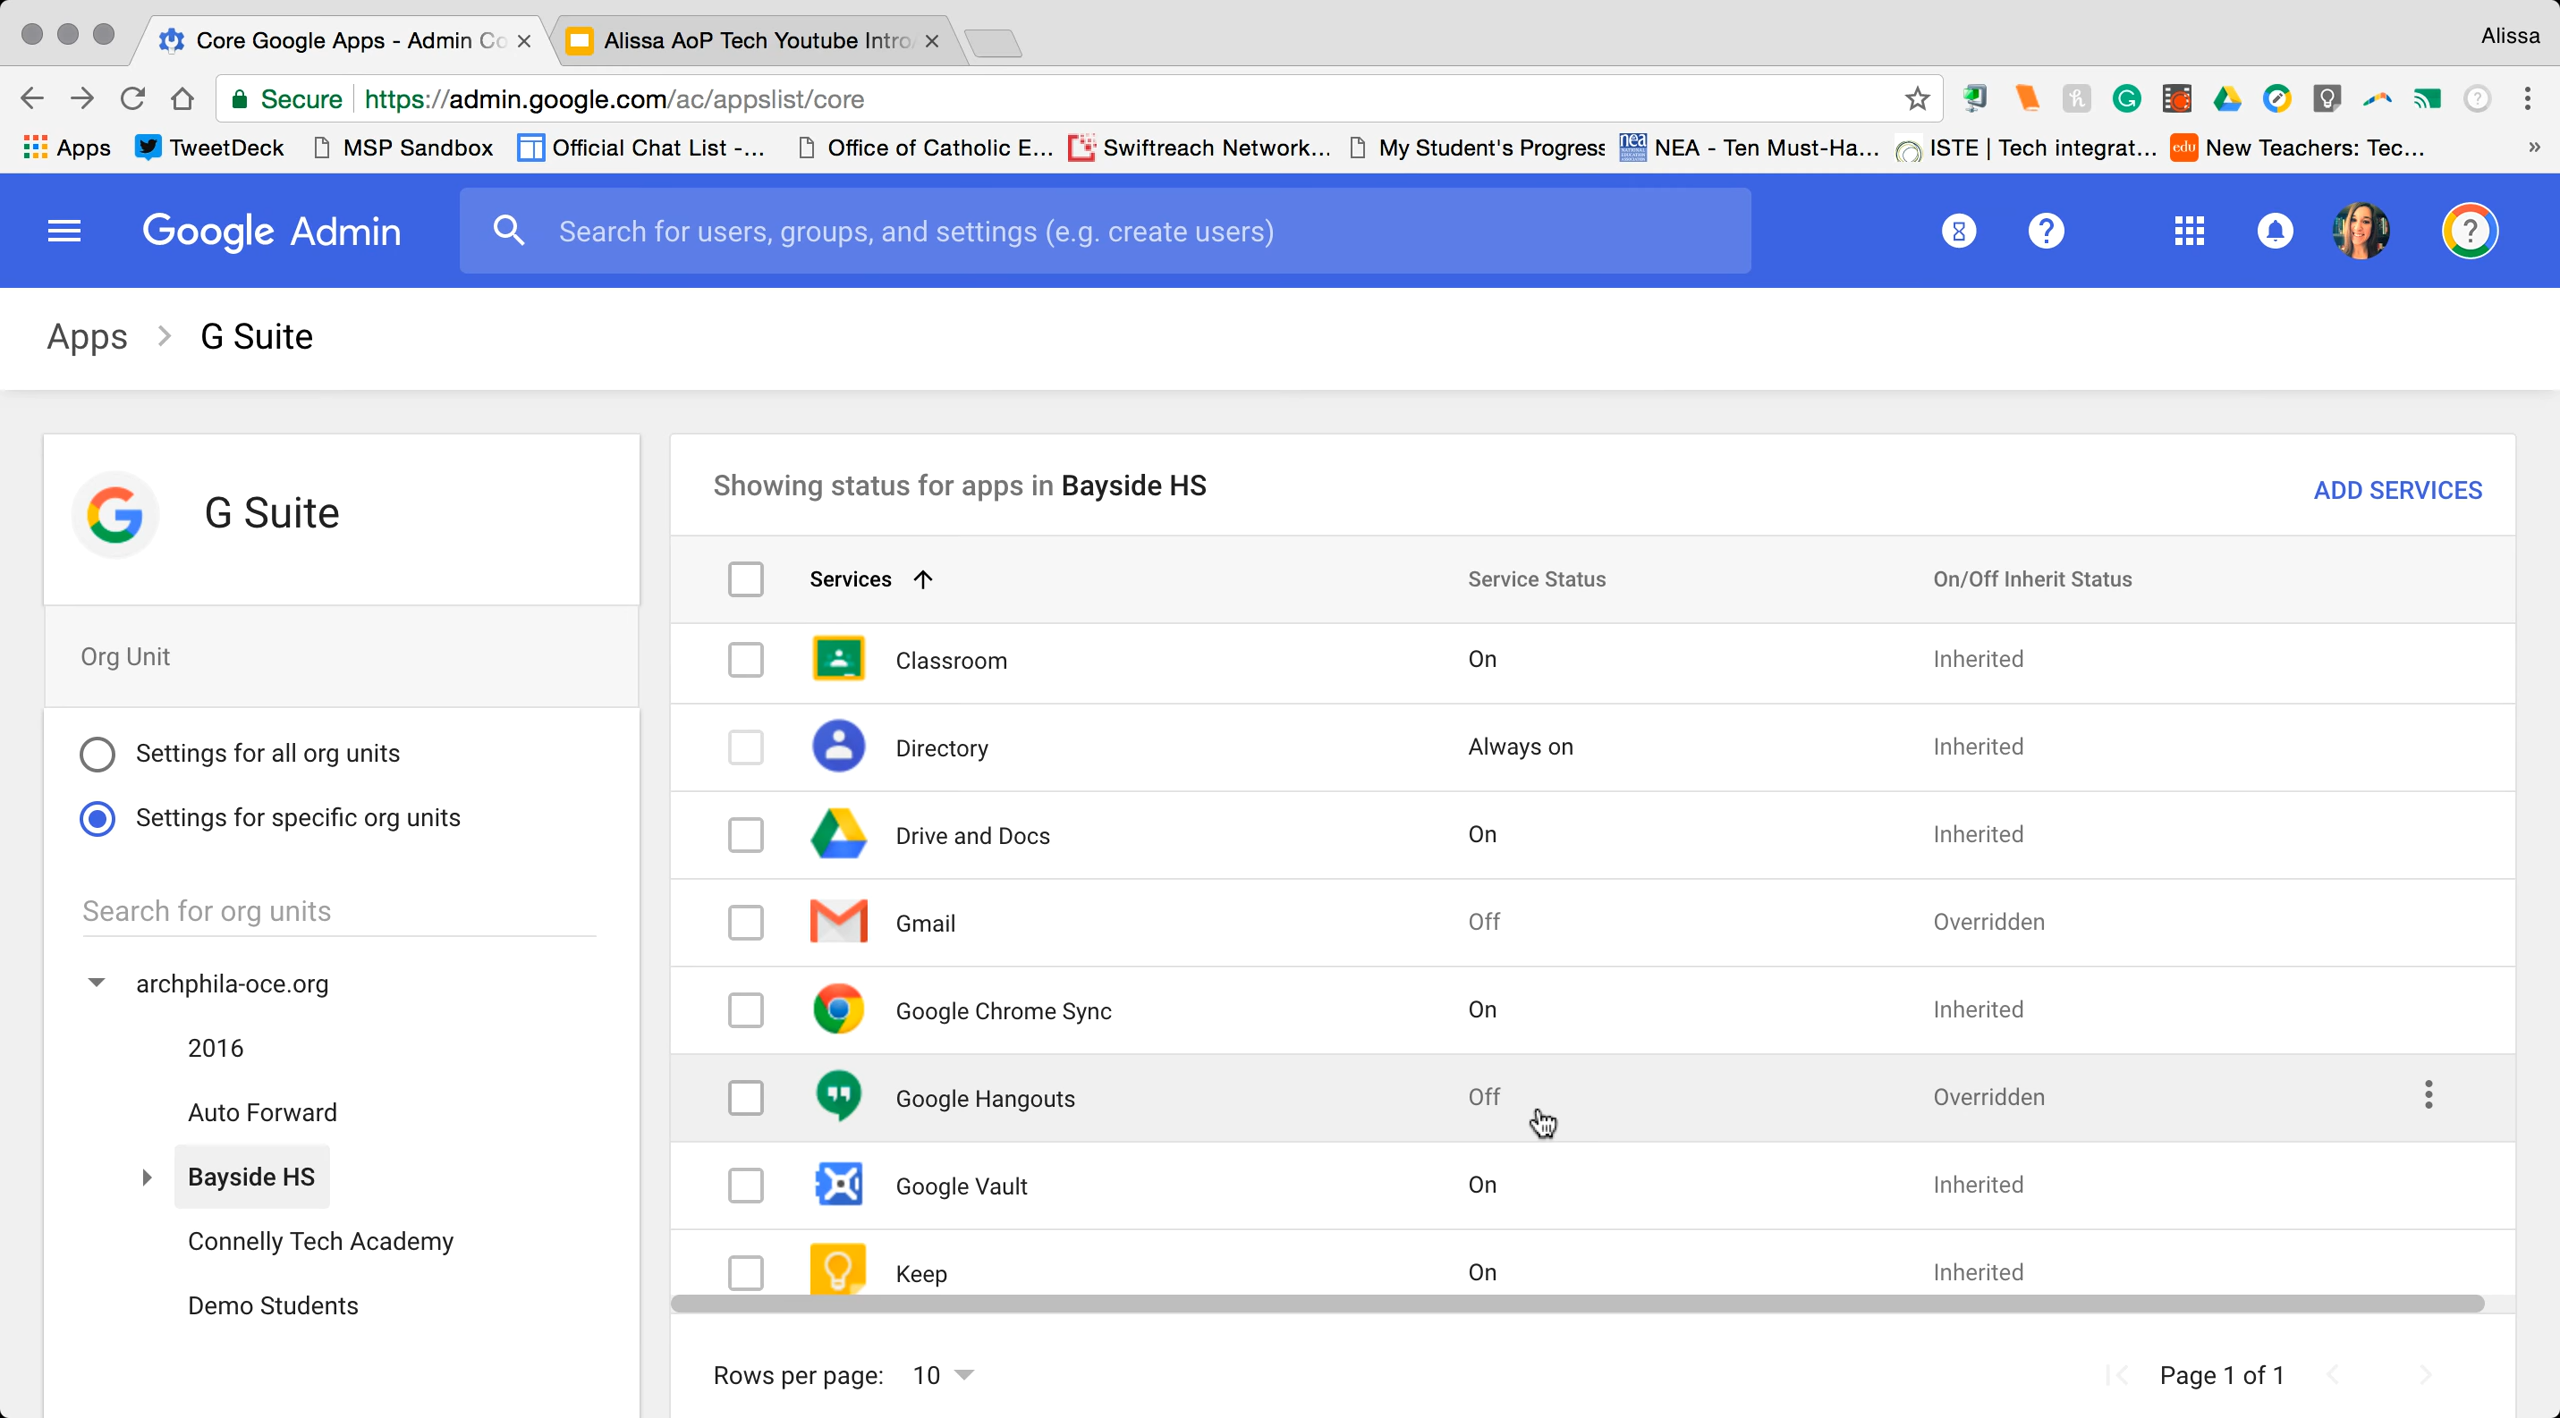 Core Google Apps - Admin Co
Alissa AoP Tech Youtube Intro
Alissa
Secure https://admin.google.com/ac/appslist/core
Apps TweetDeck MSP Sandbox Official Chat List -... Office of Catholic E... Swiftreach Network... My Student's Progress nea NEA - Ten Must-Ha... ISTE | Tech integrat... edu New Teachers: Tec... »
Google Admin Search for users, groups, and settings (e.g. create users)
Apps > G Suite
G Suite
Org Unit
Settings for all org units
Settings for specific org units
Search for org units
archphila-oce.org
2016
Auto Forward
Bayside HS
Connelly Tech Academy
Demo Students
Showing status for apps in Bayside HS ADD SERVICES
Services Service Status On/Off Inherit Status
Classroom On Inherited
Directory Always on Inherited
Drive and Docs On Inherited
Gmail Off Overridden
Google Chrome Sync On Inherited
Google Hangouts Off Overridden
Google Vault On Inherited
Keep On Inherited
Rows per page: 10 Page 1 of 1